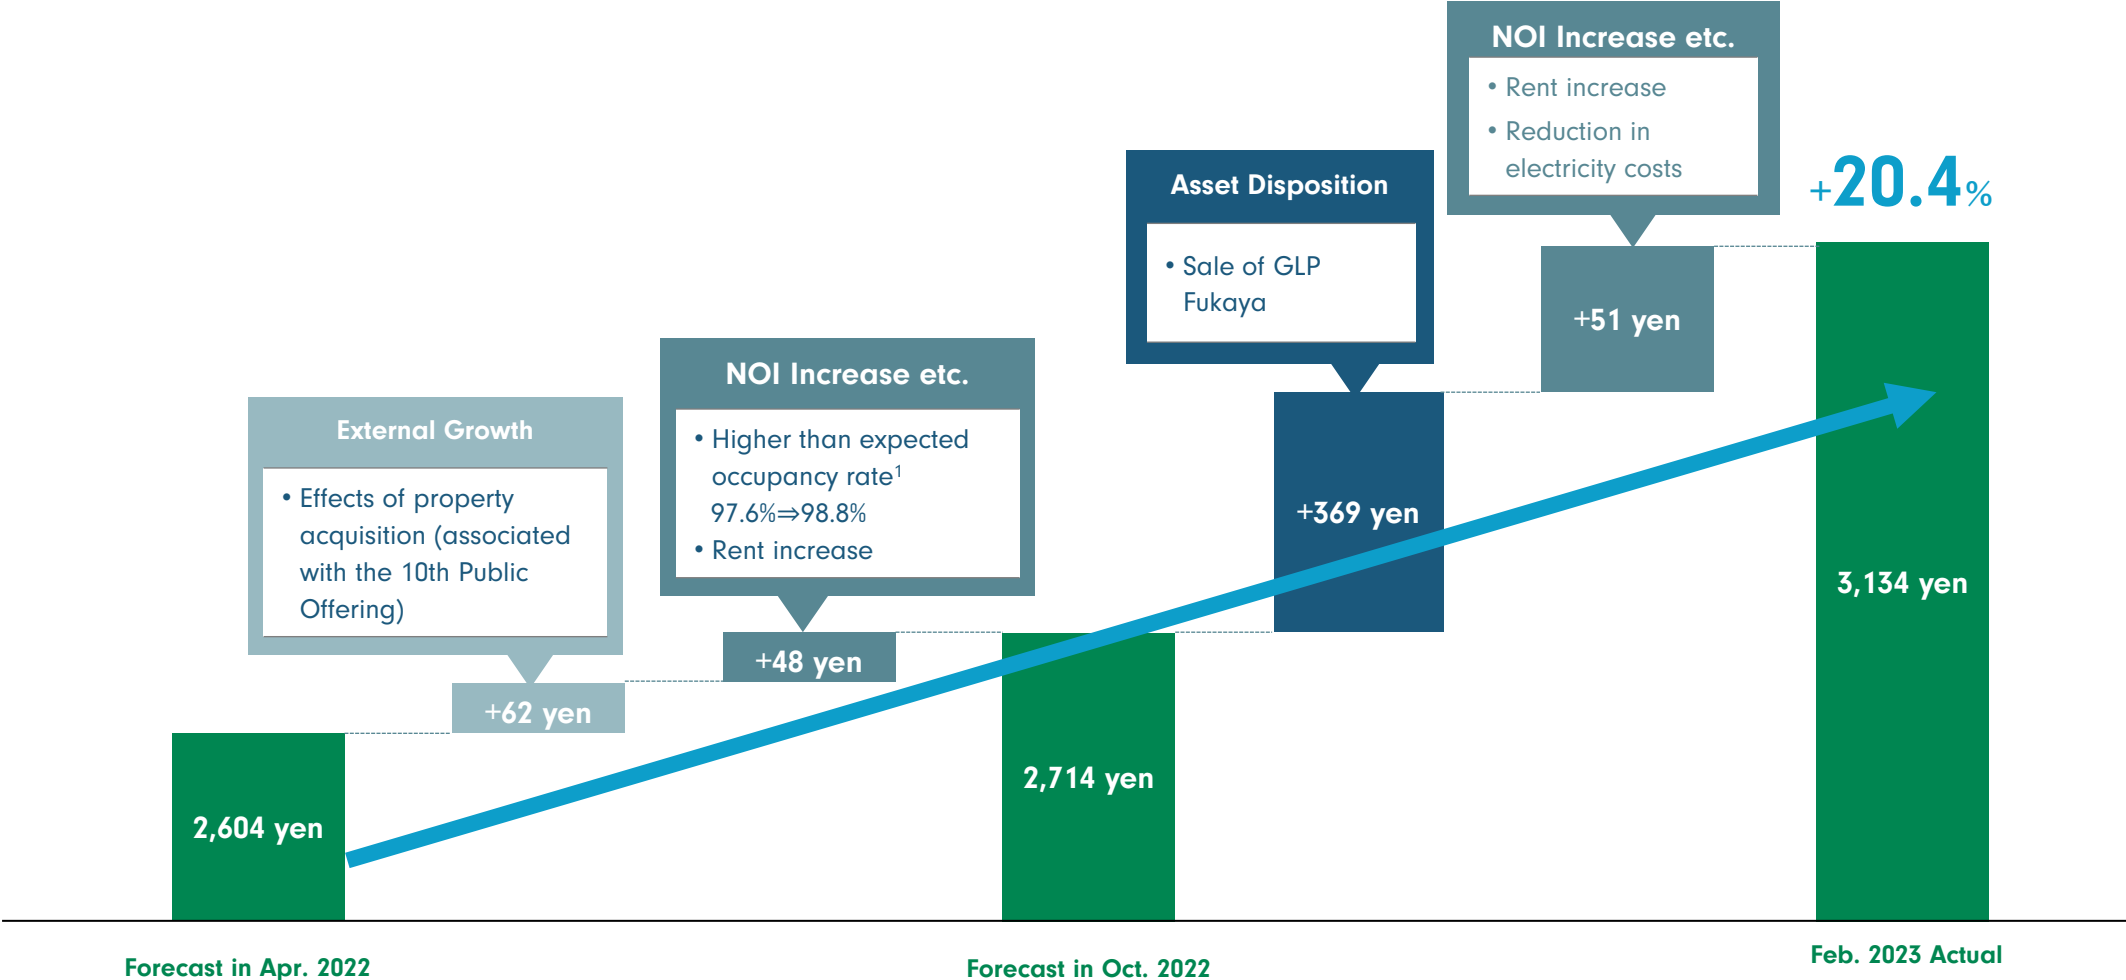 NOI Increase etc.
• Rent increase
• Reduction in
electricity costs
+20.4%
Asset Disposition
• Sale of GLP
Fukaya
+51 yen
NOI Increase etc.
• Higher than expected
occupancy rate¹
97.6%⇒98.8%
• Rent increase
External Growth
• Effects of property
acquisition (associated
with the 10th Public
Offering)
+369 yen
3,134 yen
+48 yen
+62 yen
2,714 yen
2,604 yen
Forecast in Apr. 2022
Forecast in Oct. 2022
Feb. 2023 Actual